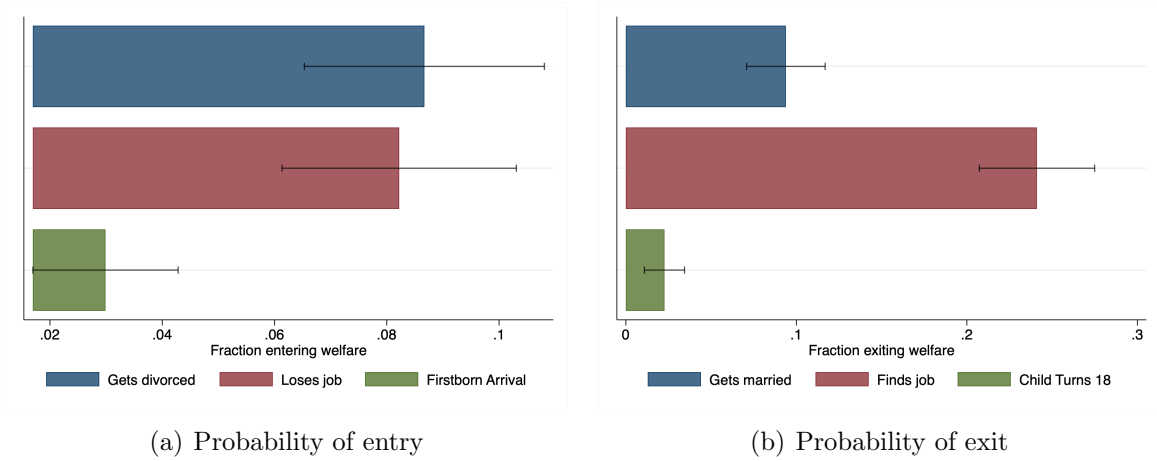 .02 .04 .06 .08 .1
Fraction entering welfare
Gets divorced Loses job Firstborn Arrival
(a) Probability of entry
0 .1 .2 .3
Fraction exiting welfare
Gets married Finds job Child Turns 18
(b) Probability of exit